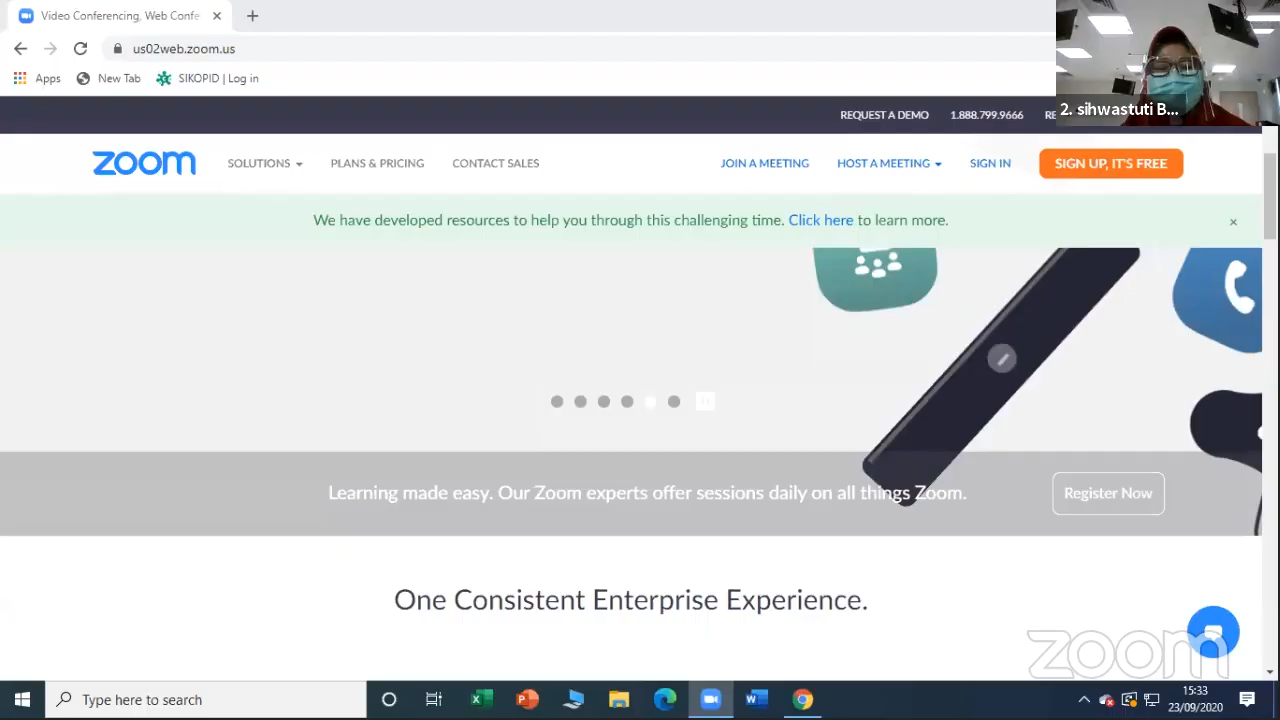 Video Conferencing, Web Confe
us02web.zoom.us
Apps
New Tab
SIKOPID | Log in
2. sihwastuti B...
REQUEST A DEMO
1.888.799.9666
RE
zoom
SOLUTIONS
PLANS & PRICING
CONTACT SALES
JOIN A MEETING
HOST A MEETING
SIGN IN
SIGN UP, IT'S FREE
We have developed resources to help you through this challenging time. Click here to learn more.
Learning made easy. Our Zoom experts offer sessions daily on all things Zoom.
Register Now
One Consistent Enterprise Experience.
zoom
Type here to search
15:33
23/09/2020